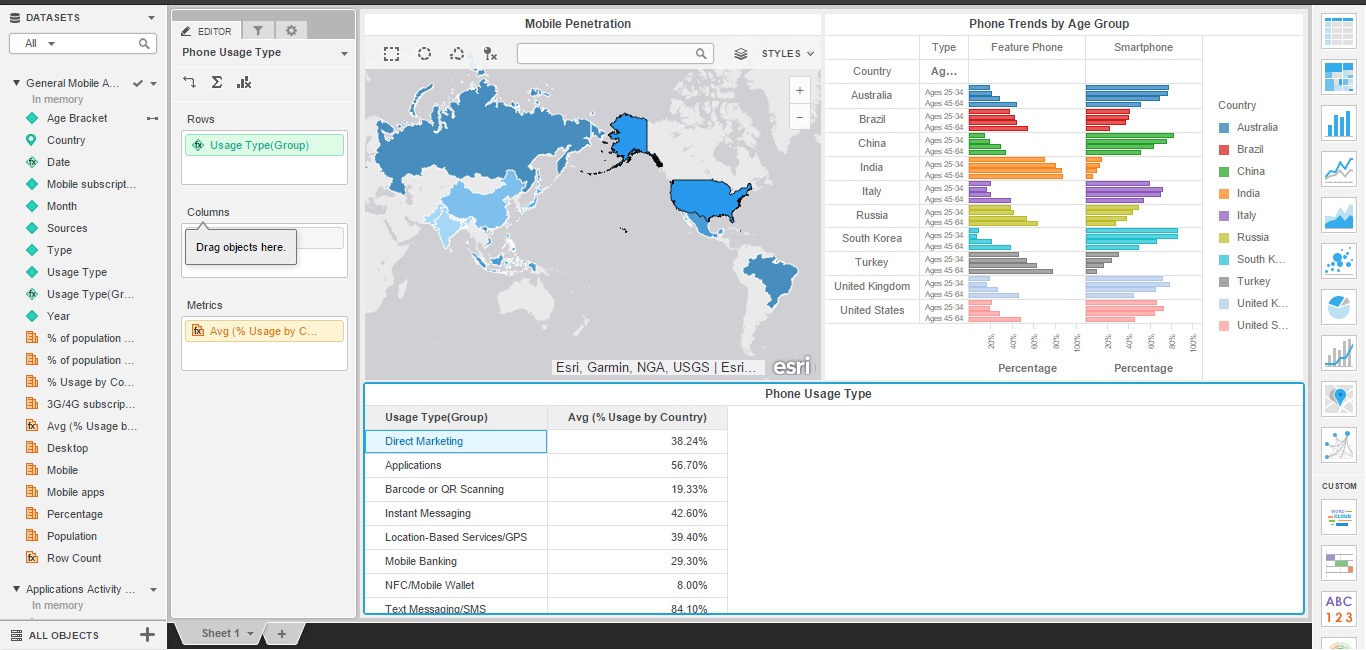 DATASETS
All
General Mobile A...
In memory
Age Bracket
Country
Date
Mobile subscript...
Month
Sources
Type
Usage Type
Usage Type(Gr...
Year
% of population ...
% of population ...
% Usage by Co...
3G/4G subscrip...
Avg (% Usage b...
Desktop
Mobile
Mobile apps
Percentage
Population
Row Count
Applications Activity ...
In memory
ALL OBJECTS
EDITOR
Phone Usage Type
Rows
Usage Type(Group)
Columns
Drag objects here.
Metrics
Avg (% Usage by C...
Mobile Penetration
STYLES
+
−
Esri, Garmin, NGA, USGS | Esri...
esri
Phone Trends by Age Group
Type Feature Phone Smartphone
Country Ag...
Australia Ages 25-34
Ages 45-64
Brazil Ages 25-34
Ages 45-64
China Ages 25-34
Ages 45-64
India Ages 25-34
Ages 45-64
Italy Ages 25-34
Ages 45-64
Russia Ages 25-34
Ages 45-64
South Korea Ages 25-34
Ages 45-64
Turkey Ages 25-34
Ages 45-64
United Kingdom Ages 25-34
Ages 45-64
United States Ages 25-34
Ages 45-64
20% 40% 60% 80% 100% 20% 40% 60% 80% 100%
Percentage Percentage
Country
Australia
Brazil
China
India
Italy
Russia
South K...
Turkey
United K...
United S...
Phone Usage Type
Usage Type(Group) Avg (% Usage by Country)
Direct Marketing 38.24%
Applications 56.70%
Barcode or QR Scanning 19.33%
Instant Messaging 42.60%
Location-Based Services/GPS 39.40%
Mobile Banking 29.30%
NFC/Mobile Wallet 8.00%
Text Messaging/SMS 84.10%
Sheet 1
+
CUSTOM
WORD
CLOUD
ABC
123